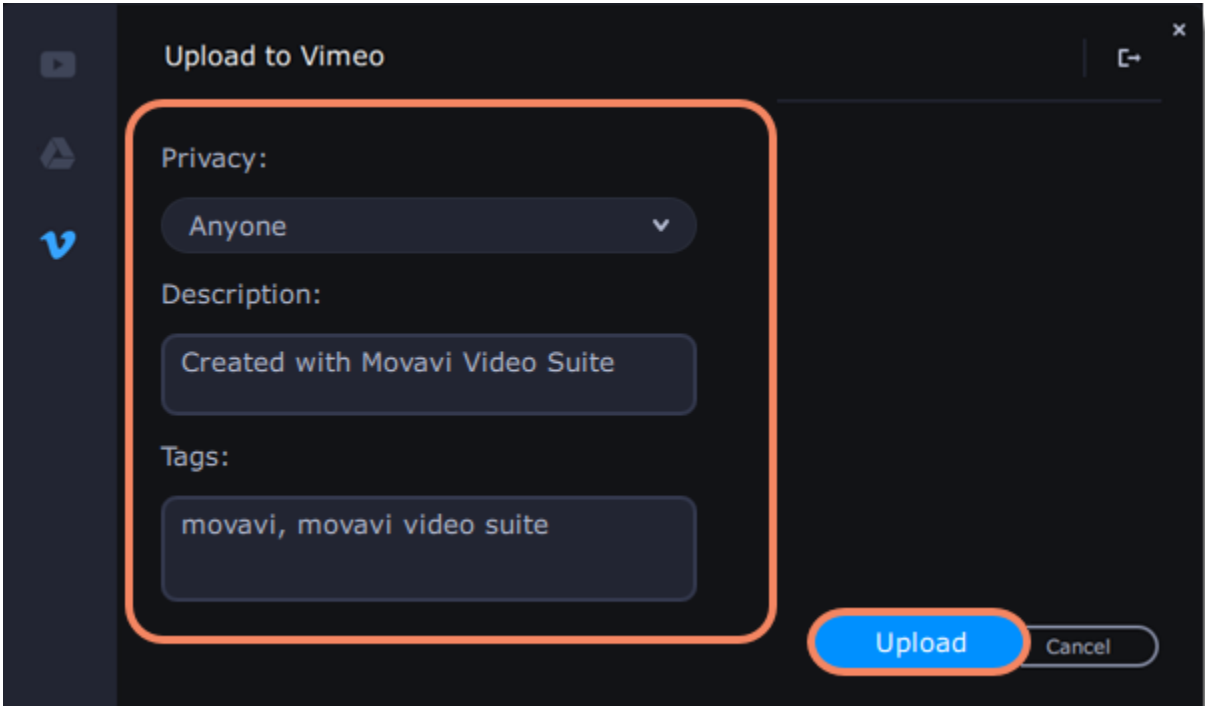 Upload to Vimeo
Privacy:
Anyone
Description:
Created with Movavi Video Suite
Tags:
movavi, movavi video suite
Upload
Cancel